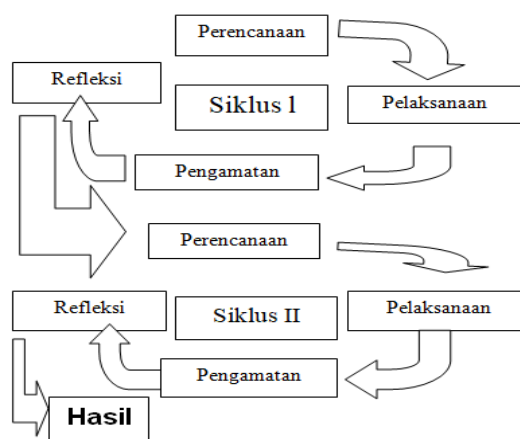 Perencanaan
Refleksi
Siklus l
Pelaksanaan
Pengamatan
Perencanaan
Refleksi
Siklus II
Pelaksanaan
Pengamatan
Hasil